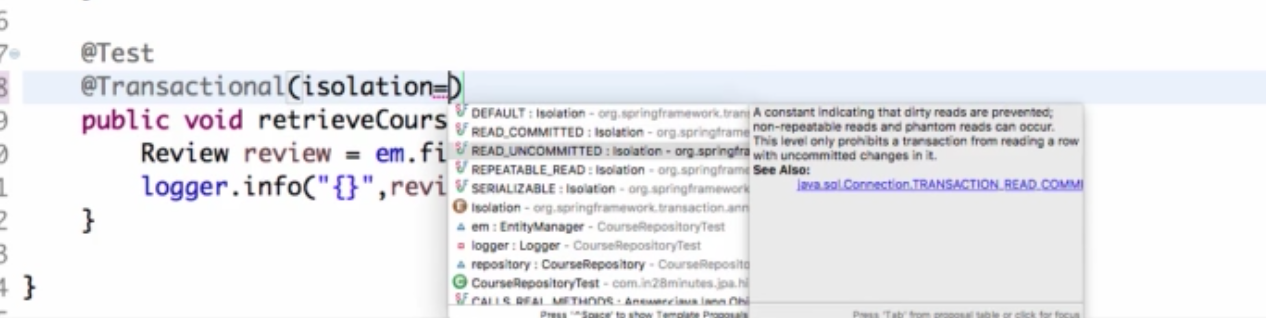 6
7 @Test
8 @Transactional(isolation=)
9 public void retrieveCours
0 Review review = em.fi
1 logger.info("{}",revi
2 }
3
4 }
DEFAULT : Isolation - org.springframework.tran
READ_COMMITTED : Isolation - org.springframe
READ_UNCOMMITTED : Isolation - org.springfra
REPEATABLE_READ : Isolation - org.springframe
SERIALIZABLE : Isolation - org.springframework
Isolation - org.springframework.transaction.ann
em : EntityManager - CourseRepositoryTest
logger : Logger - CourseRepositoryTest
repository : CourseRepository - CourseReposito
CourseRepositoryTest - com.in28minutes.jpa.hi
CALLS_REAL_METHODS : Answer<java.lang.Obj
Press '^Space' to show Template Proposals
A constant indicating that dirty reads are prevented;
non-repeatable reads and phantom reads can occur.
This level only prohibits a transaction from reading a row
with uncommitted changes in it.
See Also:
java.sql.Connection.TRANSACTION_READ_COMMI
Press 'Tab' from proposal table or click for focus